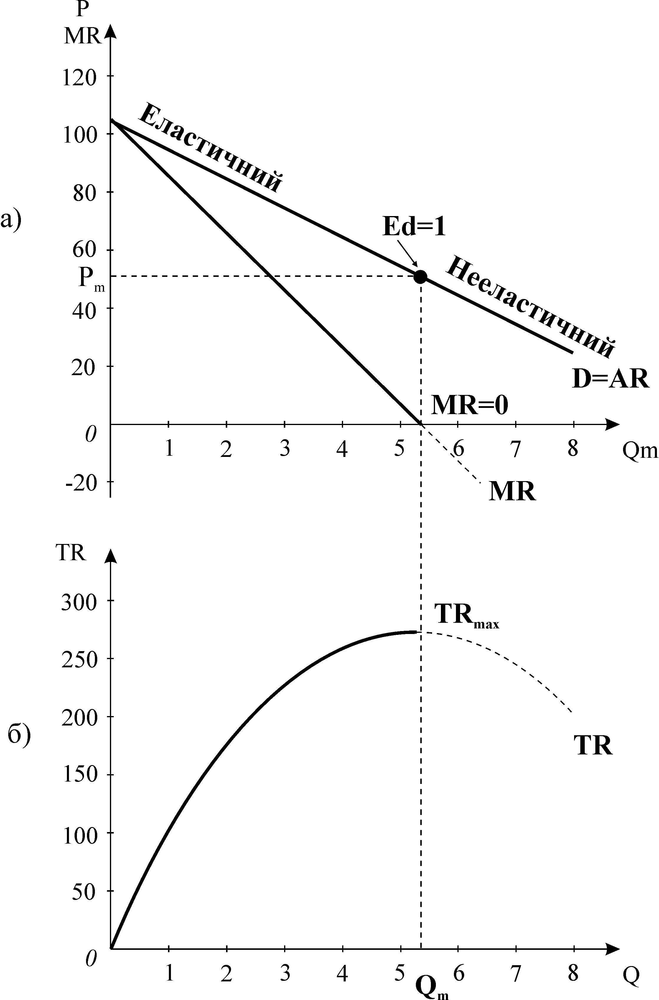 P
MR
120
Еластичний
100
80
а)
Ed=1
60
Нееластичний
Pm
40
20
D=AR
MR=0
0
1 2 3 4 5 6 7 8 Qm
-20
MR
TR
300
TRmax
250
200
б)
TR
150
100
50
0
1 2 3 4 5 6 7 8 Q
Qm